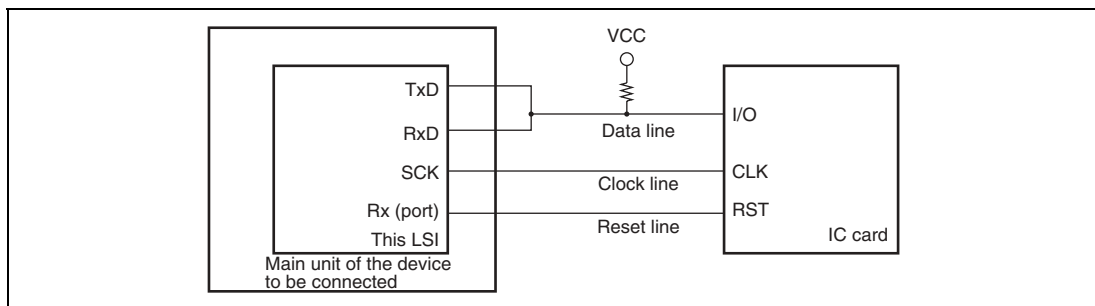 VCC
TxD
RxD
SCK
Rx (port)
This LSI
Main unit of the device
to be connected
Data line
Clock line
Reset line
I/O
CLK
RST
IC card